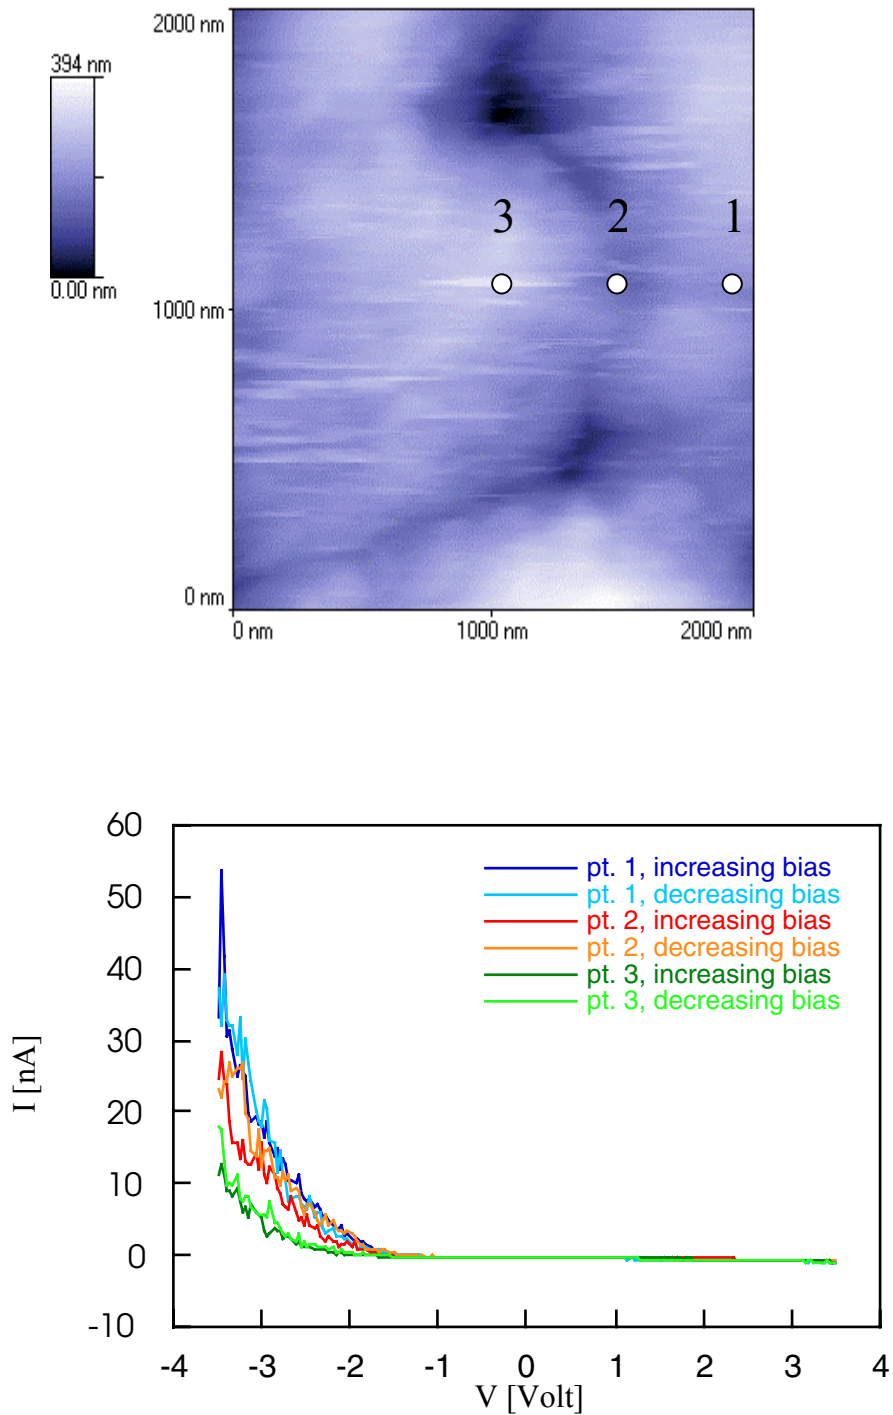 2000 nm
394 nm
0.00 nm
3 2 1
1000 nm
0 nm
0 nm 1000 nm 2000 nm
60
50
40
30
20
10
0
-10
I [nA]
pt. 1, increasing bias
pt. 1, decreasing bias
pt. 2, increasing bias
pt. 2, decreasing bias
pt. 3, increasing bias
pt. 3, decreasing bias
-4 -3 -2 -1 0 1 2 3 4
V [Volt]